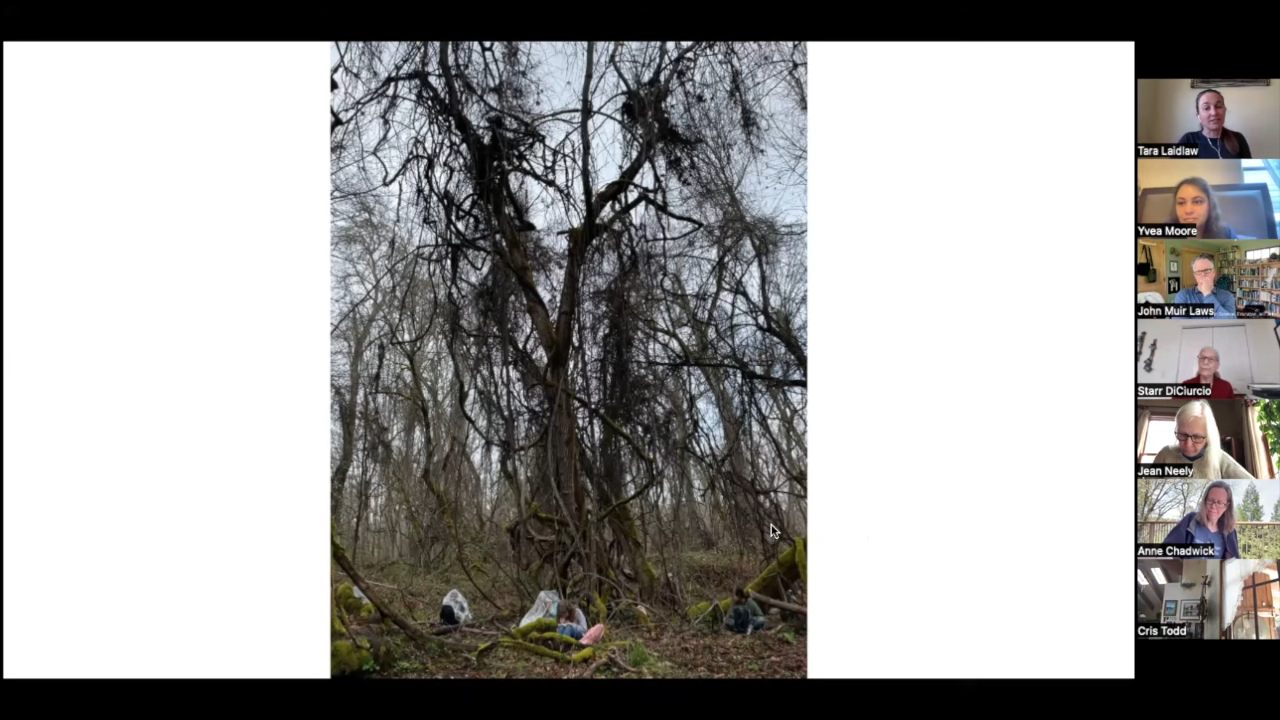 Tara Laidlaw
Yvea Moore
John Muir Laws
Starr DiCiurcio
Jean Neely
Anne Chadwick
Cris Todd